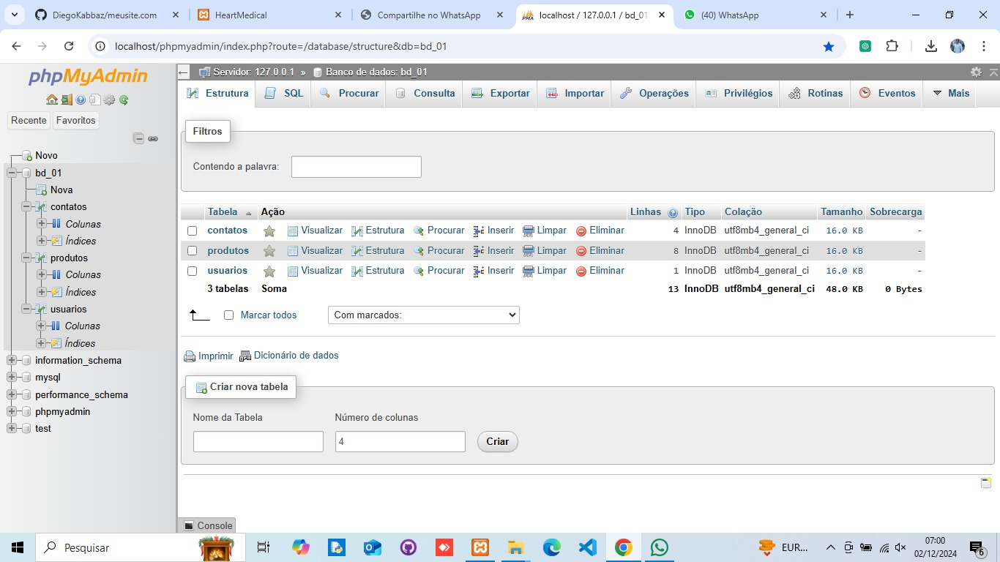 DiegoKabbaz/meusite.com
HeartMedical
Compartilhe no WhatsApp
localhost / 127.0.0.1 / bd_01
(40) WhatsApp
localhost/phpmyadmin/index.php?route=/database/structure&db=bd_01
phpMyAdmin
Recente Favoritos
Novo
bd_01
Nova
contatos
Colunas
Índices
produtos
Colunas
Índices
usuarios
Colunas
Índices
information_schema
mysql
performance_schema
phpmyadmin
test
Servidor: 127.0.0.1 » Banco de dados: bd_01
Estrutura SQL Procurar Consulta Exportar Importar Operações Privilégios Rotinas Eventos Mais
Filtros
Contendo a palavra:
Tabela Ação Linhas Tipo Colação Tamanho Sobrecarga
contatos Visualizar Estrutura Procurar Inserir Limpar Eliminar 4 InnoDB utf8mb4_general_ci 16.0 KB -
produtos Visualizar Estrutura Procurar Inserir Limpar Eliminar 8 InnoDB utf8mb4_general_ci 16.0 KB -
usuarios Visualizar Estrutura Procurar Inserir Limpar Eliminar 1 InnoDB utf8mb4_general_ci 16.0 KB -
3 tabelas Soma 13 InnoDB utf8mb4_general_ci 48.0 KB 0 Bytes
Marcar todos Com marcados:
Imprimir Dicionário de dados
Criar nova tabela
Nome da Tabela Número de colunas
4 Criar
Console
Pesquisar
EUR...
07:00
02/12/2024
6